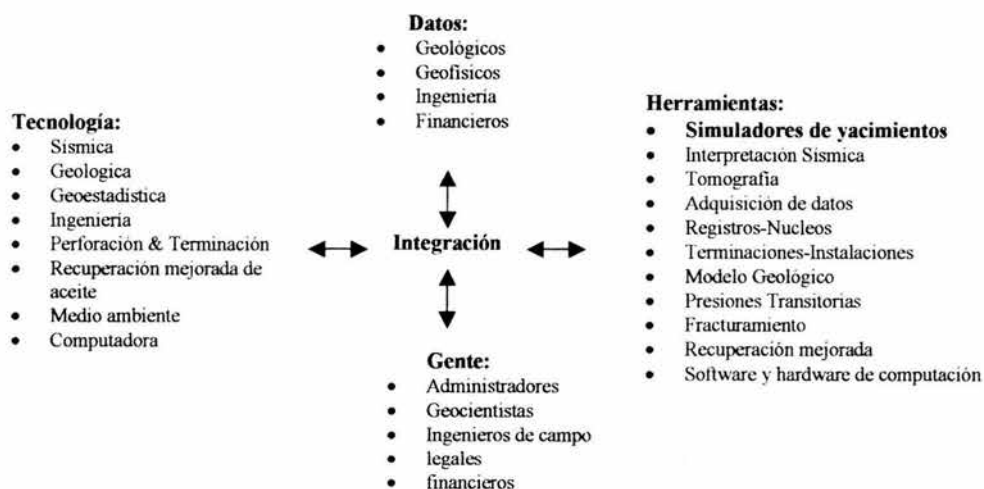 Datos:
• Geológicos
• Geofísicos
• Ingeniería
• Financieros
Tecnología:
• Sísmica
• Geologica
• Geoestadística
• Ingeniería
• Perforación & Terminación
• Recuperación mejorada de
aceite
• Medio ambiente
• Computadora
Integración
Herramientas:
• Simuladores de yacimientos
• Interpretación Sísmica
• Tomografía
• Adquisición de datos
• Registros-Nucleos
• Terminaciones-Instalaciones
• Modelo Geológico
• Presiones Transitorias
• Fracturamiento
• Recuperación mejorada
• Software y hardware de computación
Gente:
• Administradores
• Geocientistas
• Ingenieros de campo
• legales
• financieros